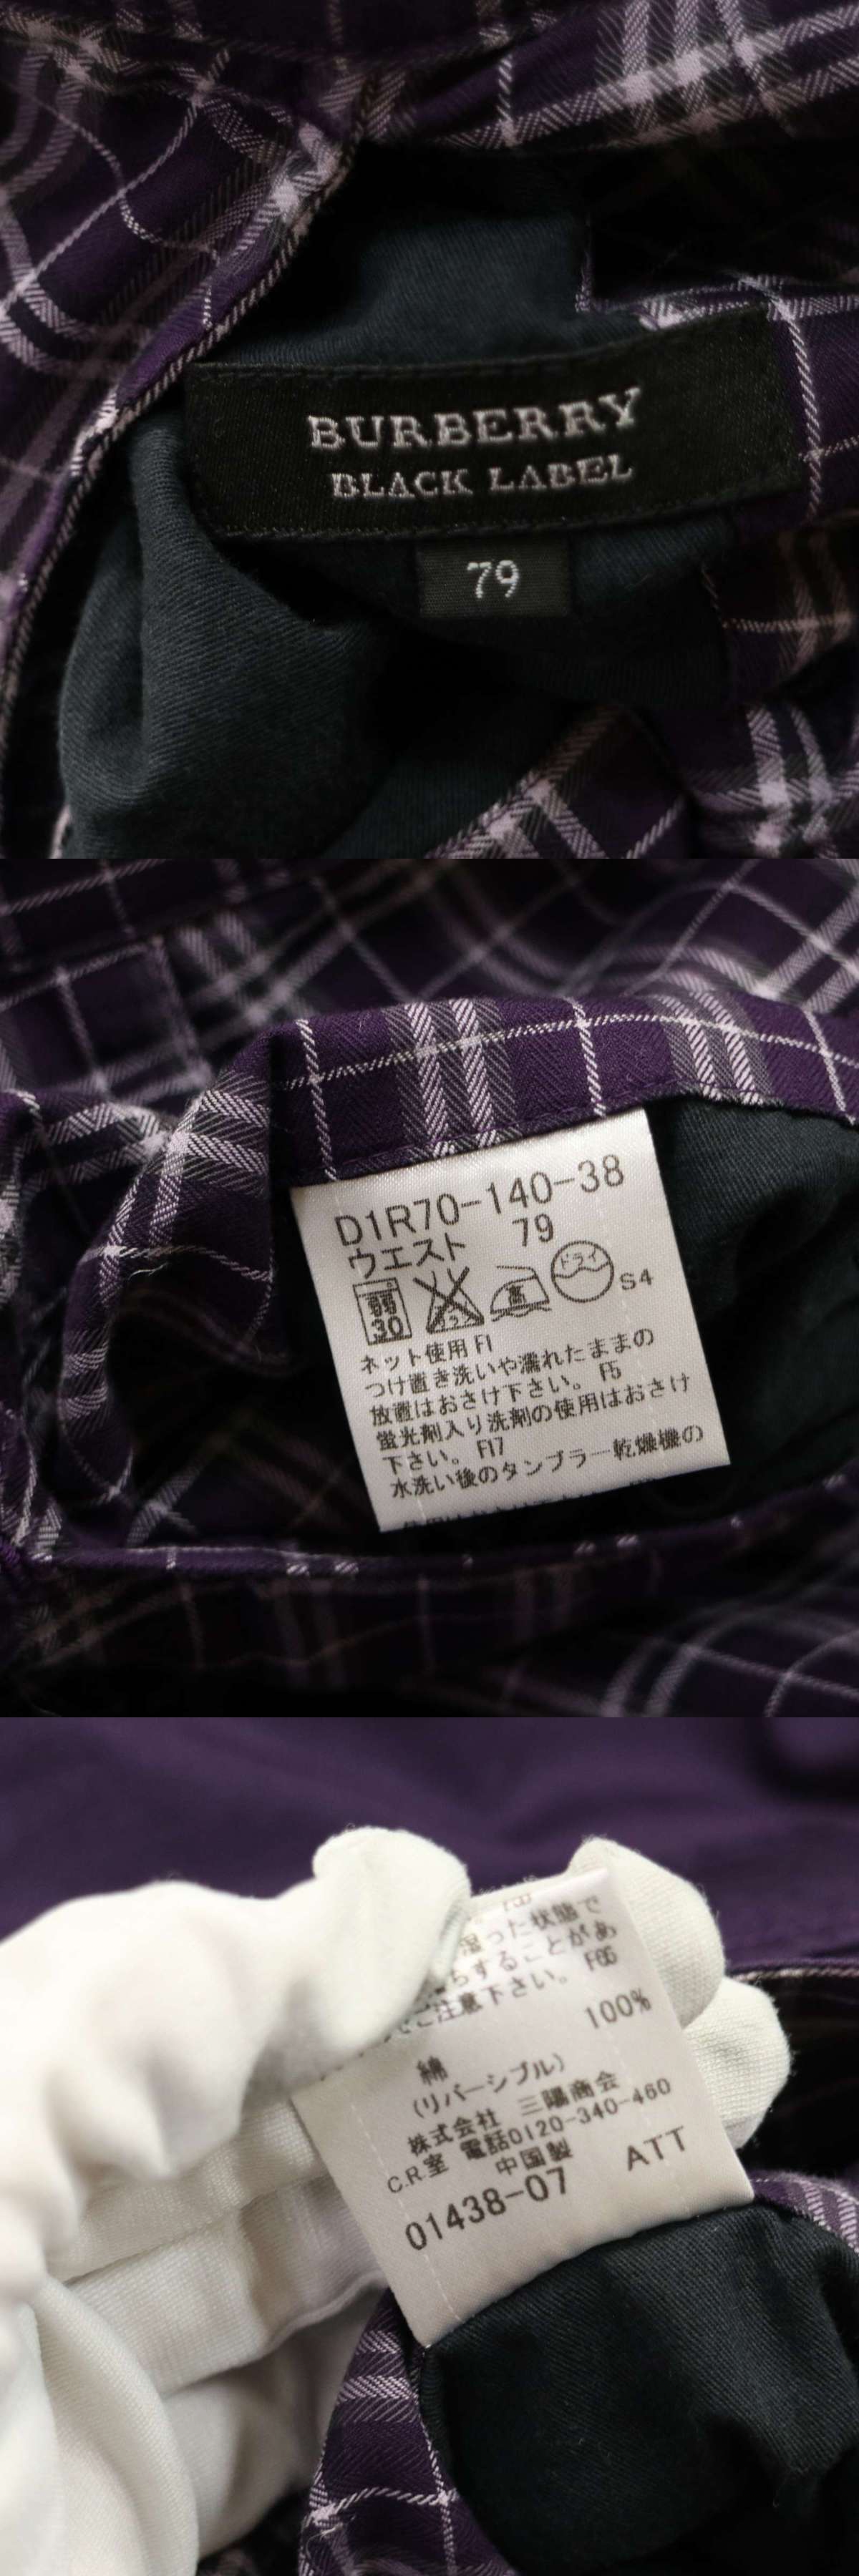 BURBERRY
BLACK LABEL
79
D1R70-140-38
ウエスト 79
弱
30
高
ドライ
S4
ネット使用 F1
つけ置き洗いや濡れたままの
放置はおさけ下さい。 F5
蛍光剤入り洗剤の使用はおさけ
下さい。 F17
水洗い後のタンブラー乾燥機の
湿った状態で
ちすることがあ
ご注意下さい。 F66
100%
綿
(リバーシブル)
株式会社 三陽商会
C.R室 電話0120-340-460
中国製
01438-07 ATT